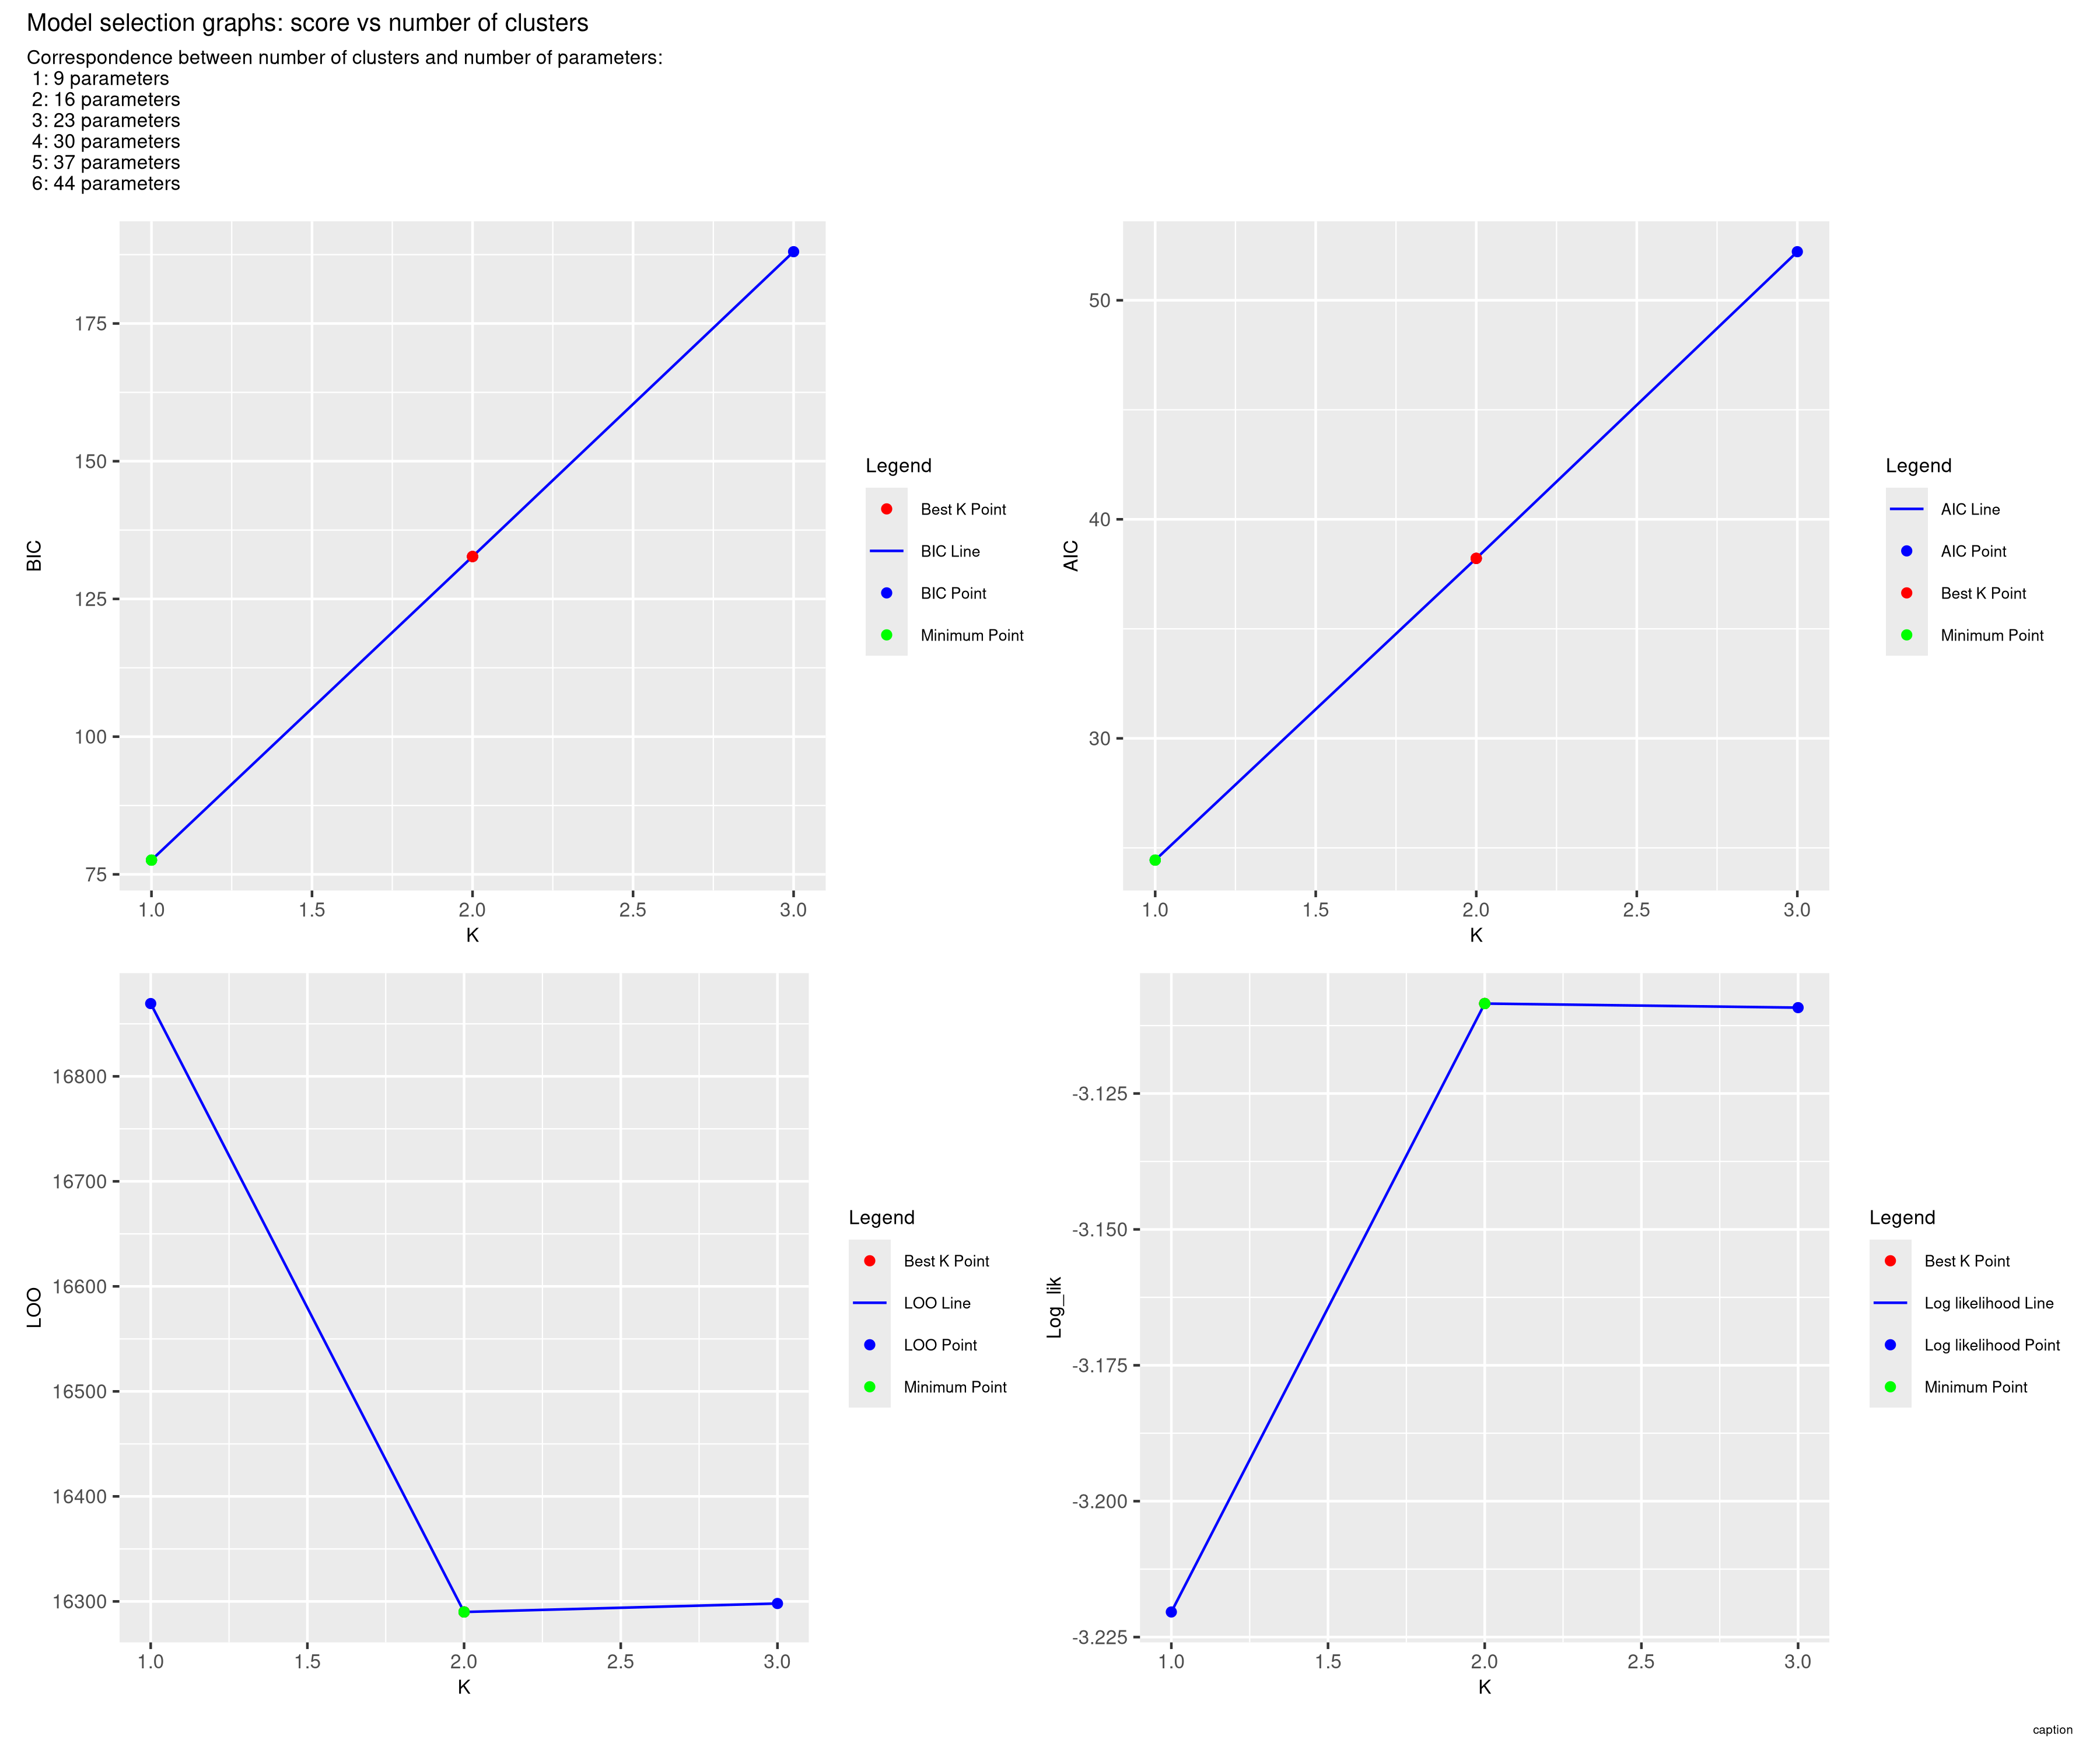 Model selection graphs: score vs number of clusters
Correspondence between number of clusters and number of parameters:
1: 9 parameters
2: 16 parameters
3: 23 parameters
4: 30 parameters
5: 37 parameters
6: 44 parameters
BIC
175
150
125
100
75
1.0 1.5 2.0 2.5 3.0
K
Legend
Best K Point
BIC Line
BIC Point
Minimum Point
AIC
50
40
30
1.0 1.5 2.0 2.5 3.0
K
Legend
AIC Line
AIC Point
Best K Point
Minimum Point
LOO
16800
16700
16600
16500
16400
16300
1.0 1.5 2.0 2.5 3.0
K
Legend
Best K Point
LOO Line
LOO Point
Minimum Point
Log_lik
-3.125
-3.150
-3.175
-3.200
-3.225
1.0 1.5 2.0 2.5 3.0
K
Legend
Best K Point
Log likelihood Line
Log likelihood Point
Minimum Point
caption